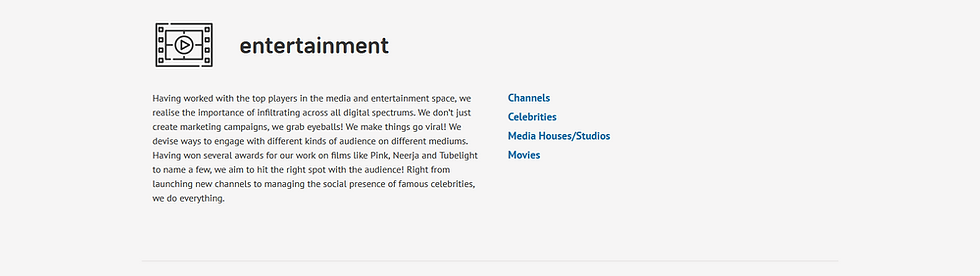 entertainment
Having worked with the top players in the media and entertainment space, we
realise the importance of infiltrating across all digital spectrums. We don't just
create marketing campaigns, we grab eyeballs! We make things go viral! We
devise ways to engage with different kinds of audience on different mediums.
Having won several awards for our work on films like Pink, Neerja and Tubelight
to name a few, we aim to hit the right spot with the audience! Right from
launching new channels to managing the social presence of famous celebrities,
we do everything.
Channels
Celebrities
Media Houses/Studios
Movies